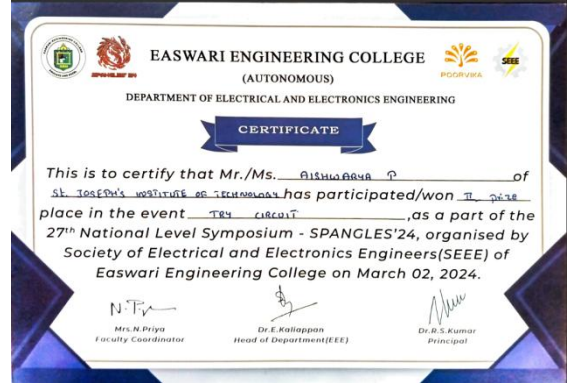 EASWARI ENGINEERING COLLEGE
(AUTONOMOUS)
DEPARTMENT OF ELECTRICAL AND ELECTRONICS ENGINEERING
SPANGLES 24
POORVIKA
SEEE
CERTIFICATE
This is to certify that Mr./Ms. AISHWARYA P of
St. JOSEPH'S INSTITUTE OF TECHNOLOGY has participated/won II prize
place in the event TRY CIRCUIT, as a part of the
27th National Level Symposium - SPANGLES'24, organised by
Society of Electrical and Electronics Engineers(SEEE) of
Easwari Engineering College on March 02, 2024.
N. Priya
Mrs.N.Priya Dr.E.Kaliappan Dr.R.S.Kumar
Faculty Coordinator Head of Department(EEE) Principal